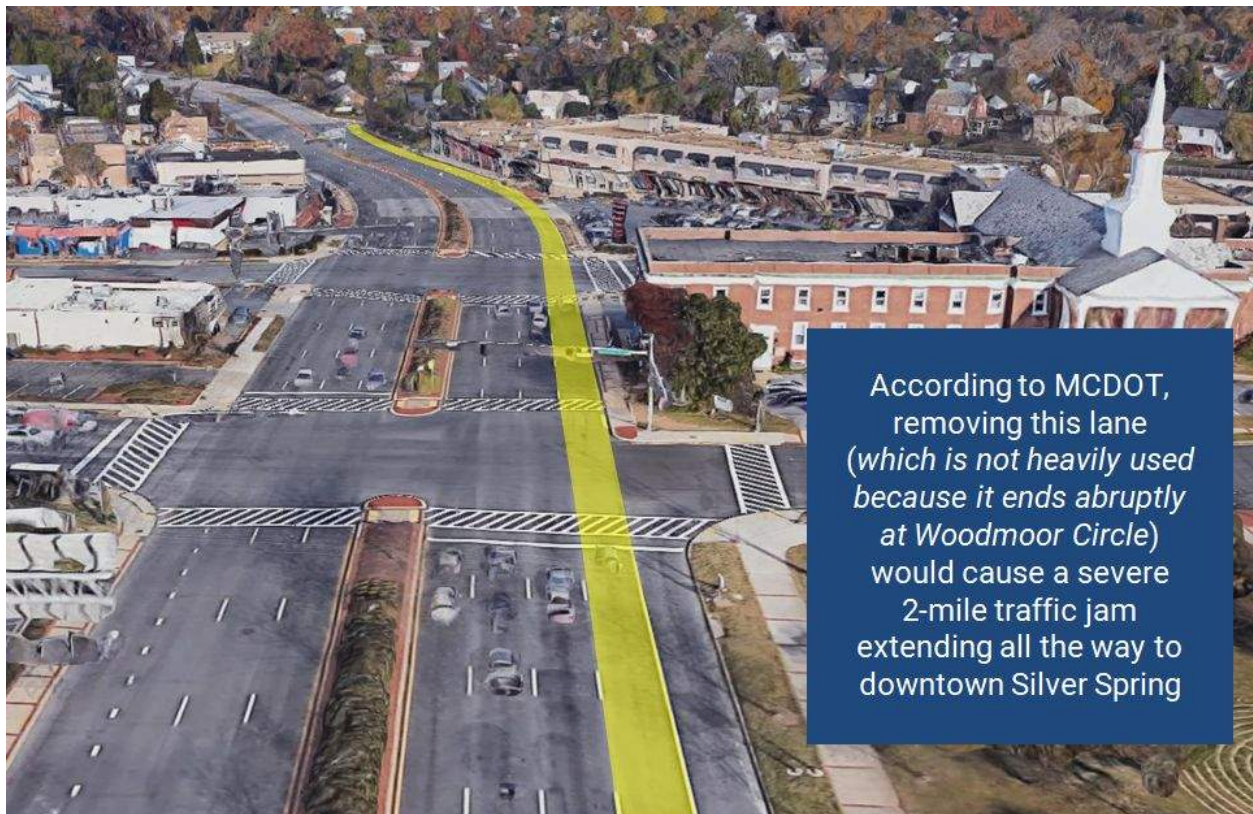 According to MCDOT,
removing this lane
(which is not heavily used
because it ends abruptly
at Woodmoor Circle)
would cause a severe
2-mile traffic jam
extending all the way to
downtown Silver Spring